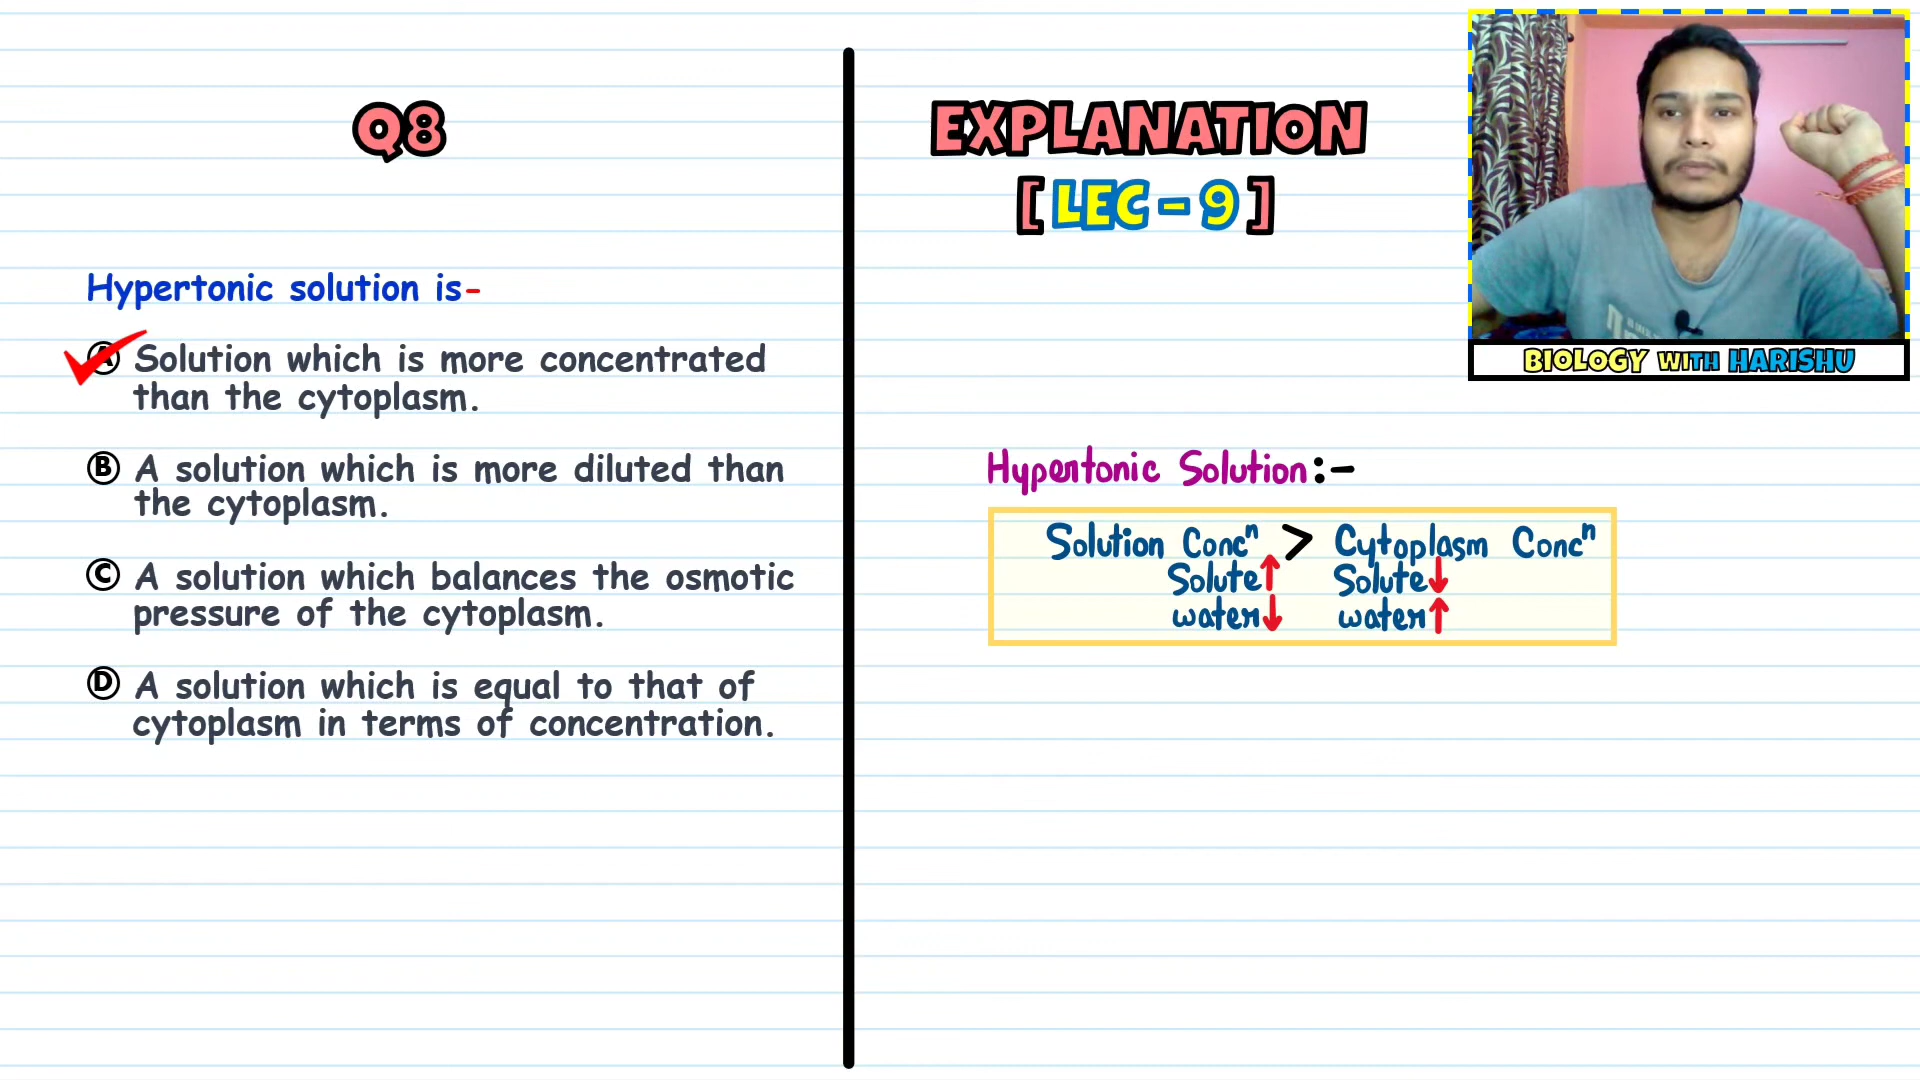 Q8
Hypertonic solution is-
A Solution which is more concentrated
than the cytoplasm.
B A solution which is more diluted than
the cytoplasm.
C A solution which balances the osmotic
pressure of the cytoplasm.
D A solution which is equal to that of
cytoplasm in terms of concentration.
EXPLANATION
[ LEC - 9 ]
BIOLOGY WITH HARISHU
Hypertonic Solution :-
Solution Concⁿ > Cytoplasm Concⁿ
Solute↑ Solute↓
water↓ water↑